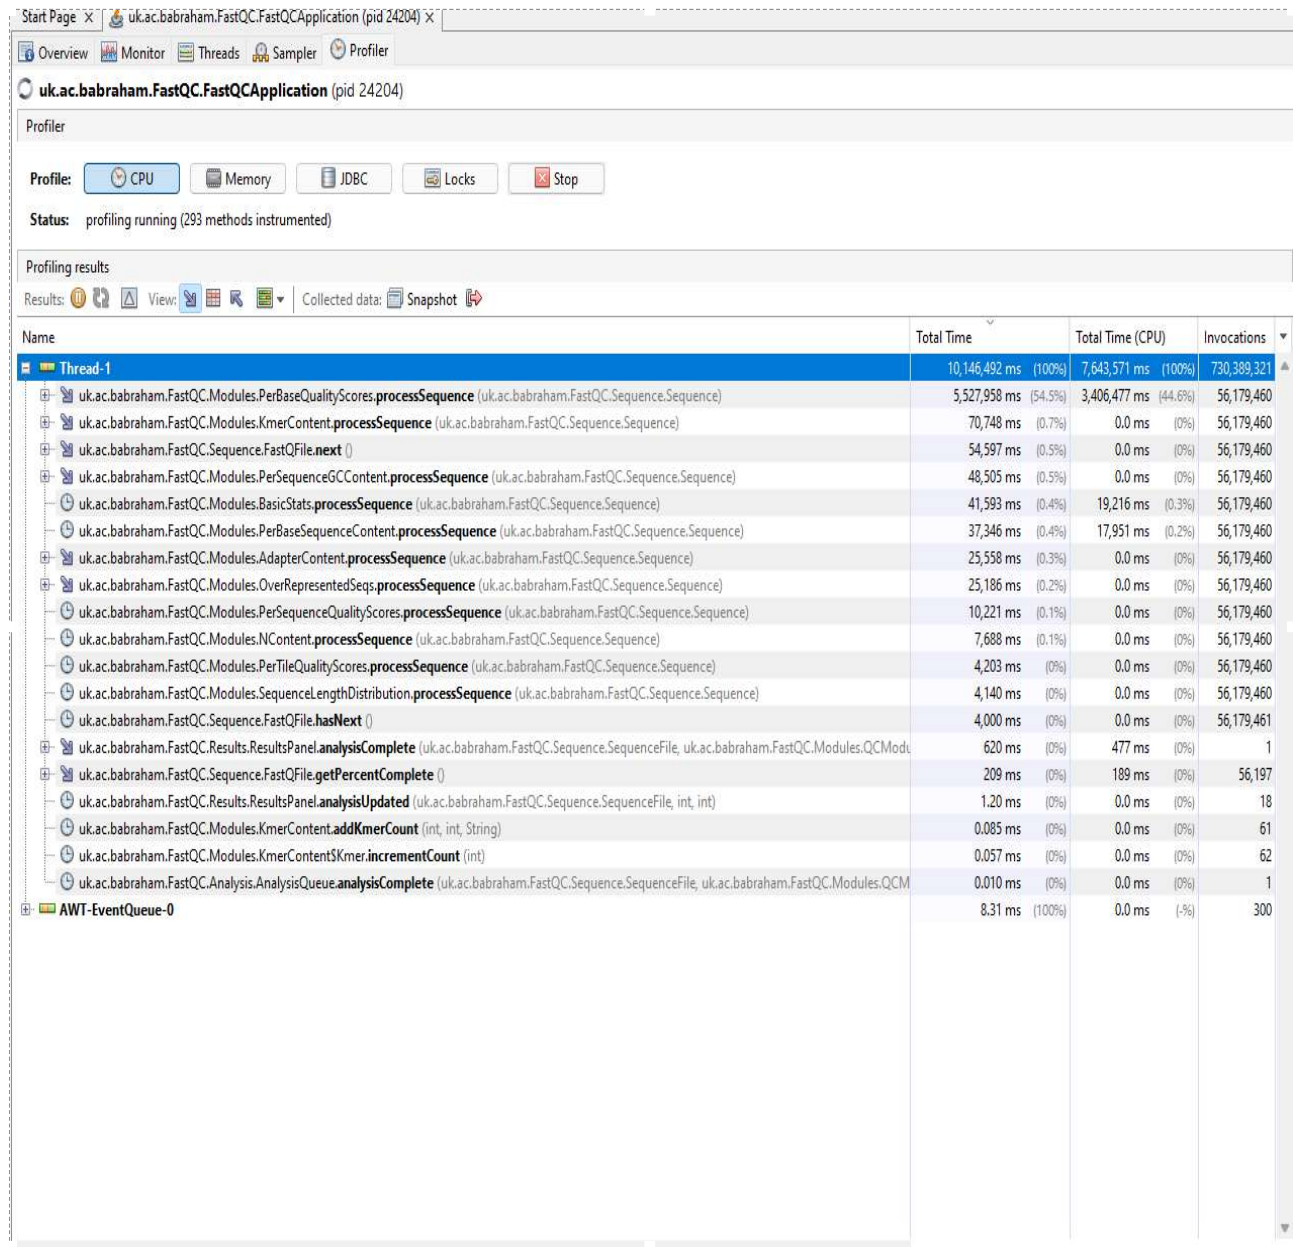 Start Page × uk.ac.babraham.FastQC.FastQCApplication (pid 24204) ×
Overview Monitor Threads Sampler Profiler
uk.ac.babraham.FastQC.FastQCApplication (pid 24204)
Profiler
Profile: CPU Memory JDBC Locks Stop
Status: profiling running (293 methods instrumented)
Profiling results
Results: View: Collected data: Snapshot
Name Total Time Total Time (CPU) Invocations
Thread-1 10,146,492 ms (100%) 7,643,571 ms (100%) 730,389,321
uk.ac.babraham.FastQC.Modules.PerBaseQualityScores.processSequence (uk.ac.babraham.FastQC.Sequence.Sequence) 5,527,958 ms (54.5%) 3,406,477 ms (44.6%) 56,179,460
uk.ac.babraham.FastQC.Modules.KmerContent.processSequence (uk.ac.babraham.FastQC.Sequence.Sequence) 70,748 ms (0.7%) 0.0 ms (0%) 56,179,460
uk.ac.babraham.FastQC.Sequence.FastQFile.next () 54,597 ms (0.5%) 0.0 ms (0%) 56,179,460
uk.ac.babraham.FastQC.Modules.PerSequenceGCContent.processSequence (uk.ac.babraham.FastQC.Sequence.Sequence) 48,505 ms (0.5%) 0.0 ms (0%) 56,179,460
uk.ac.babraham.FastQC.Modules.BasicStats.processSequence (uk.ac.babraham.FastQC.Sequence.Sequence) 41,593 ms (0.4%) 19,216 ms (0.3%) 56,179,460
uk.ac.babraham.FastQC.Modules.PerBaseSequenceContent.processSequence (uk.ac.babraham.FastQC.Sequence.Sequence) 37,346 ms (0.4%) 17,951 ms (0.2%) 56,179,460
uk.ac.babraham.FastQC.Modules.AdapterContent.processSequence (uk.ac.babraham.FastQC.Sequence.Sequence) 25,558 ms (0.3%) 0.0 ms (0%) 56,179,460
uk.ac.babraham.FastQC.Modules.OverRepresentedSeqs.processSequence (uk.ac.babraham.FastQC.Sequence.Sequence) 25,186 ms (0.2%) 0.0 ms (0%) 56,179,460
uk.ac.babraham.FastQC.Modules.PerSequenceQualityScores.processSequence (uk.ac.babraham.FastQC.Sequence.Sequence) 10,221 ms (0.1%) 0.0 ms (0%) 56,179,460
uk.ac.babraham.FastQC.Modules.NContent.processSequence (uk.ac.babraham.FastQC.Sequence.Sequence) 7,688 ms (0.1%) 0.0 ms (0%) 56,179,460
uk.ac.babraham.FastQC.Modules.PerTileQualityScores.processSequence (uk.ac.babraham.FastQC.Sequence.Sequence) 4,203 ms (0%) 0.0 ms (0%) 56,179,460
uk.ac.babraham.FastQC.Modules.SequenceLengthDistribution.processSequence (uk.ac.babraham.FastQC.Sequence.Sequence) 4,140 ms (0%) 0.0 ms (0%) 56,179,460
uk.ac.babraham.FastQC.Sequence.FastQFile.hasNext () 4,000 ms (0%) 0.0 ms (0%) 56,179,461
uk.ac.babraham.FastQC.Results.ResultsPanel.analysisComplete (uk.ac.babraham.FastQC.Sequence.SequenceFile, uk.ac.babraham.FastQC.Modules.QCModu 620 ms (0%) 477 ms (0%) 1
uk.ac.babraham.FastQC.Sequence.FastQFile.getPercentComplete () 209 ms (0%) 189 ms (0%) 56,197
uk.ac.babraham.FastQC.Results.ResultsPanel.analysisUpdated (uk.ac.babraham.FastQC.Sequence.SequenceFile, int, int) 1.20 ms (0%) 0.0 ms (0%) 18
uk.ac.babraham.FastQC.Modules.KmerContent.addKmerCount (int, int, String) 0.085 ms (0%) 0.0 ms (0%) 61
uk.ac.babraham.FastQC.Modules.KmerContent$Kmer.incrementCount (int) 0.057 ms (0%) 0.0 ms (0%) 62
uk.ac.babraham.FastQC.Analysis.AnalysisQueue.analysisComplete (uk.ac.babraham.FastQC.Sequence.SequenceFile, uk.ac.babraham.FastQC.Modules.QCM 0.010 ms (0%) 0.0 ms (0%) 1
AWT-EventQueue-0 8.31 ms (100%) 0.0 ms (-%) 300